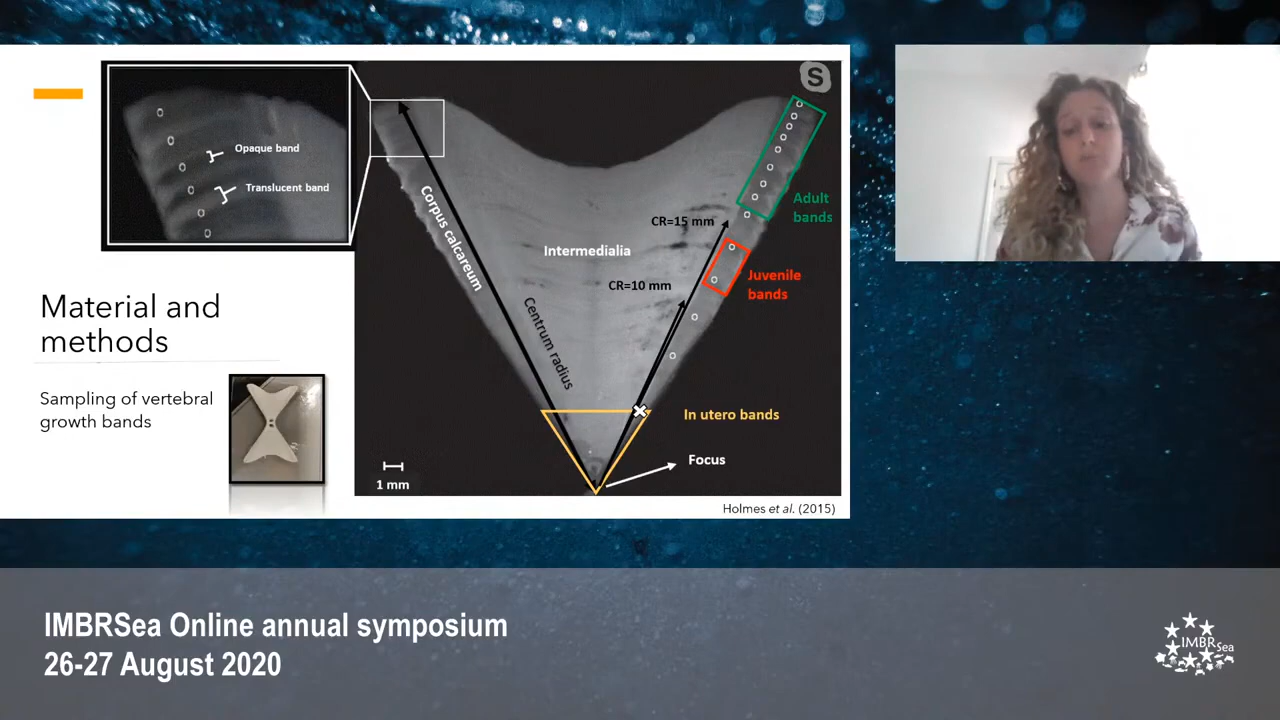 S
Opaque band
Translucent band
Corpus calcareum
Centrum radius
Intermedialia
CR=15 mm
CR=10 mm
Adult
bands
Juvenile
bands
In utero bands
Focus
1 mm
Holmes et al. (2015)
Material and
methods
Sampling of vertebral
growth bands
IMBRSea Online annual symposium
26-27 August 2020
IMBRSea